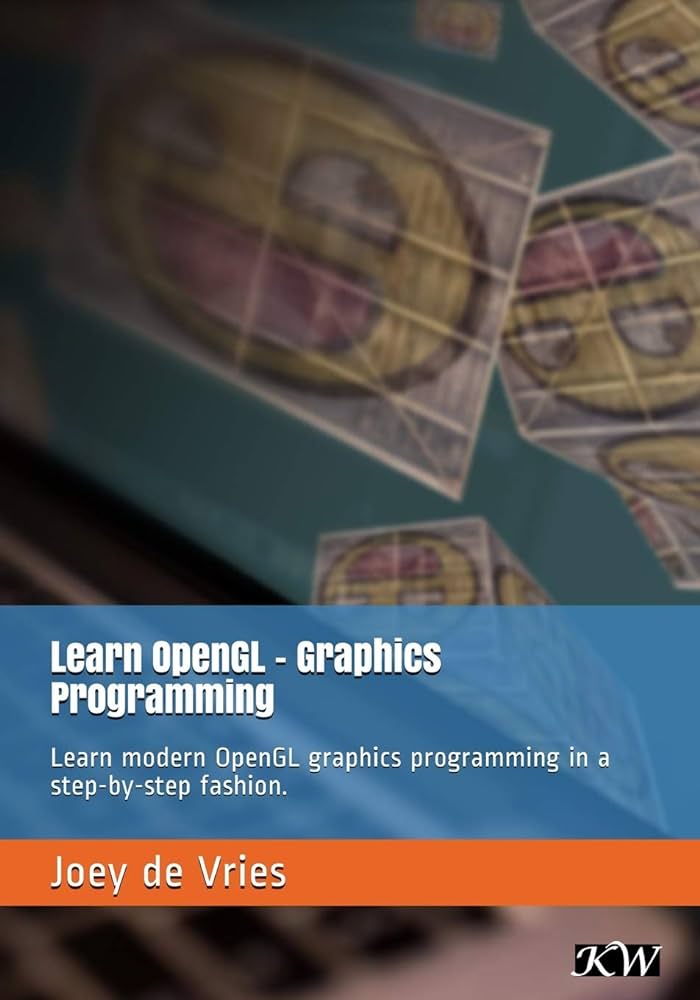 Learn OpenGL - Graphics
Programming
Learn modern OpenGL graphics programming in a
step-by-step fashion.
Joey de Vries
KW